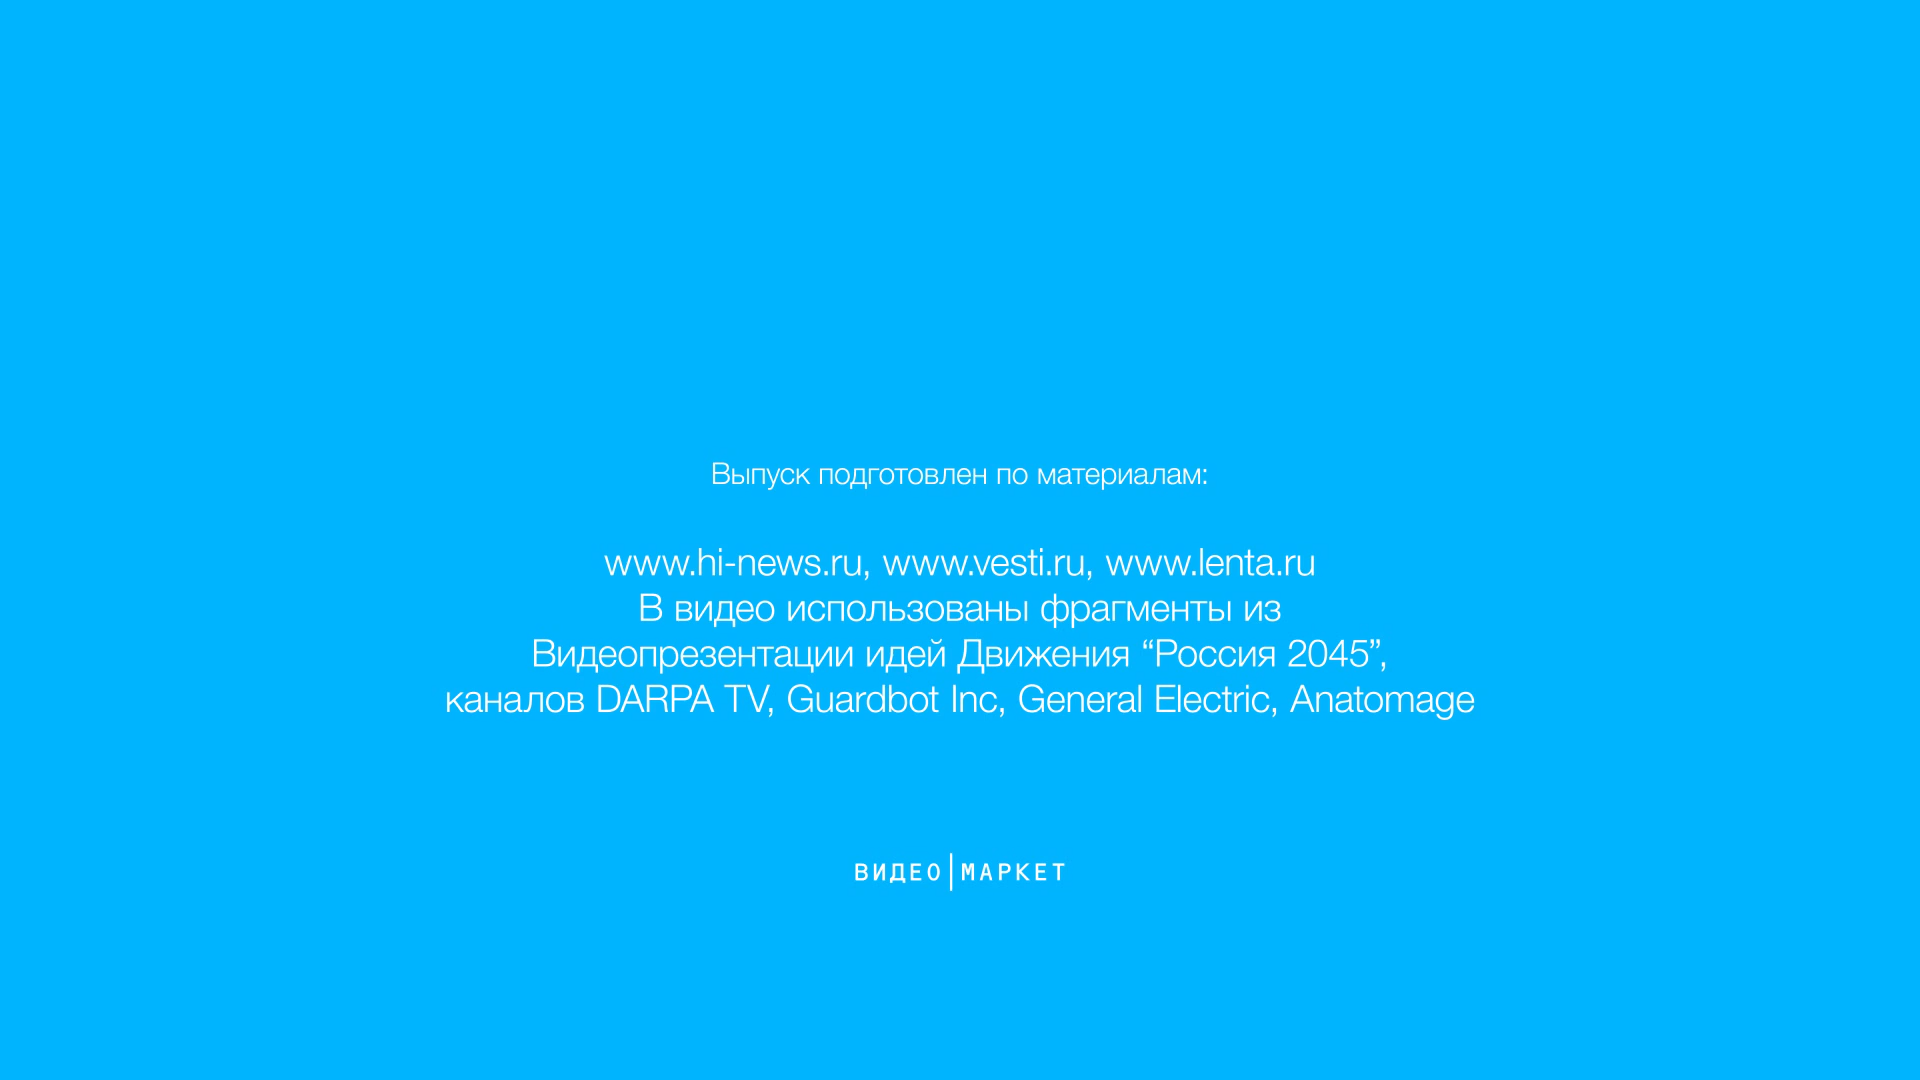 Выпуск подготовлен по материалам:
www.hi-news.ru, www.vesti.ru, www.lenta.ru
В видео использованы фрагменты из
Видеопрезентации идей Движения “Россия 2045”,
каналов DARPA TV, Guardbot Inc, General Electric, Anatomage
ВИДЕО|МАРКЕТ